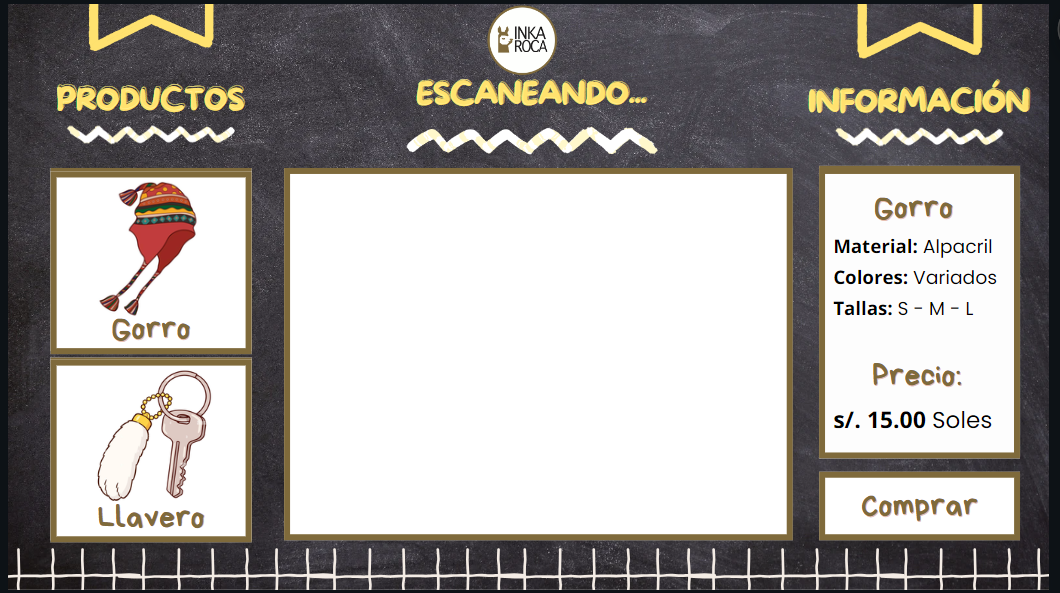 INKA
ROCA
PRODUCTOS
ESCANEANDO...
INFORMACIÓN
Gorro
Llavero
Gorro
Material: Alpacril
Colores: Variados
Tallas: S - M - L
Precio:
s/. 15.00 Soles
Comprar